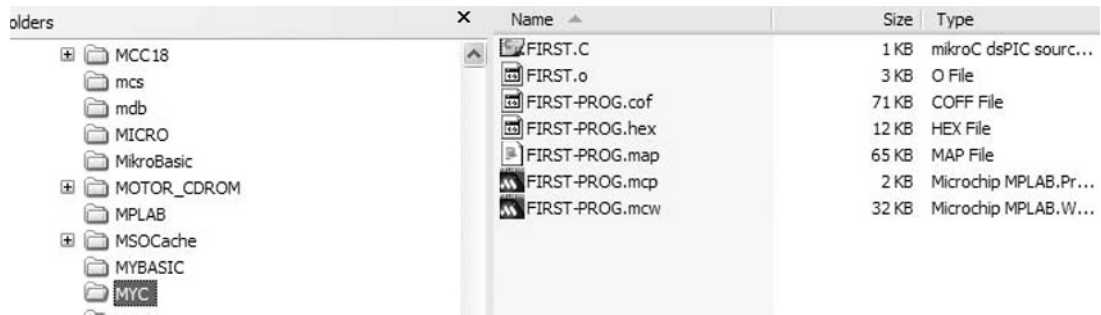 olders × Name Size Type
MCC18 FIRST.C 1 KB mikroC dsPIC sourc...
mcs FIRST.o 3 KB O File
mdb FIRST-PROG.cof 71 KB COFF File
MICRO FIRST-PROG.hex 12 KB HEX File
MikroBasic FIRST-PROG.map 65 KB MAP File
MOTOR_CDROM FIRST-PROG.mcp 2 KB Microchip MPLAB.Pr...
MPLAB FIRST-PROG.mcw 32 KB Microchip MPLAB.W...
MSOCache
MYBASIC
MYC